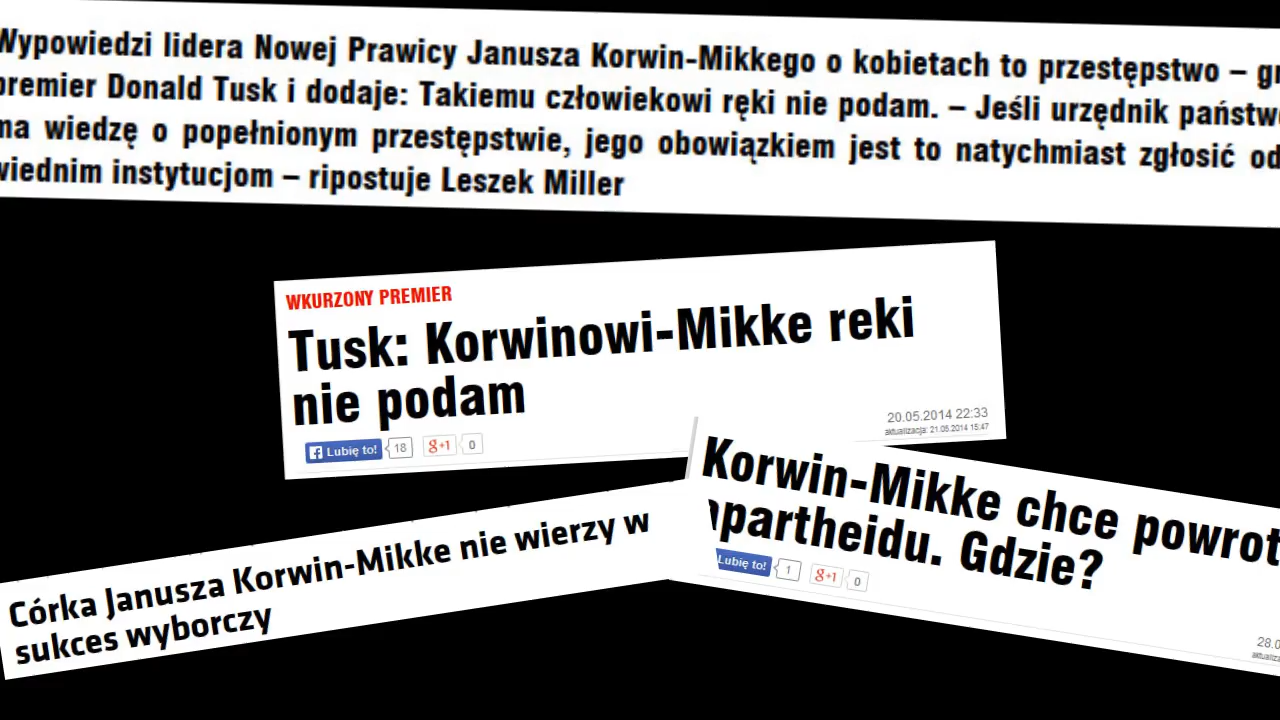 Wypowiedzi lidera Nowej Prawicy Janusza Korwin-Mikkego o kobietach to przestępstwo – 
premier Donald Tusk i dodaje: Takiemu człowiekowi ręki nie podam. – Jeśli urzędnik państw
ma wiedzę o popełnionym przestępstwie, jego obowiązkiem jest to natychmiast zgłosić od
wiednim instytucjom – ripostuje Leszek Miller
WKURZONY PREMIER
Tusk: Korwinowi-Mikke reki
nie podam
20.05.2014 22:33
aktualizacja: 21.05.2014 15:47
Lubię to! 18 g+1 0
Korwin-Mikke chce powrot
apartheidu. Gdzie?
Lubię to! 1 g+1 0
28.0
aktualiza
Córka Janusza Korwin-Mikke nie wierzy w
sukces wyborczy